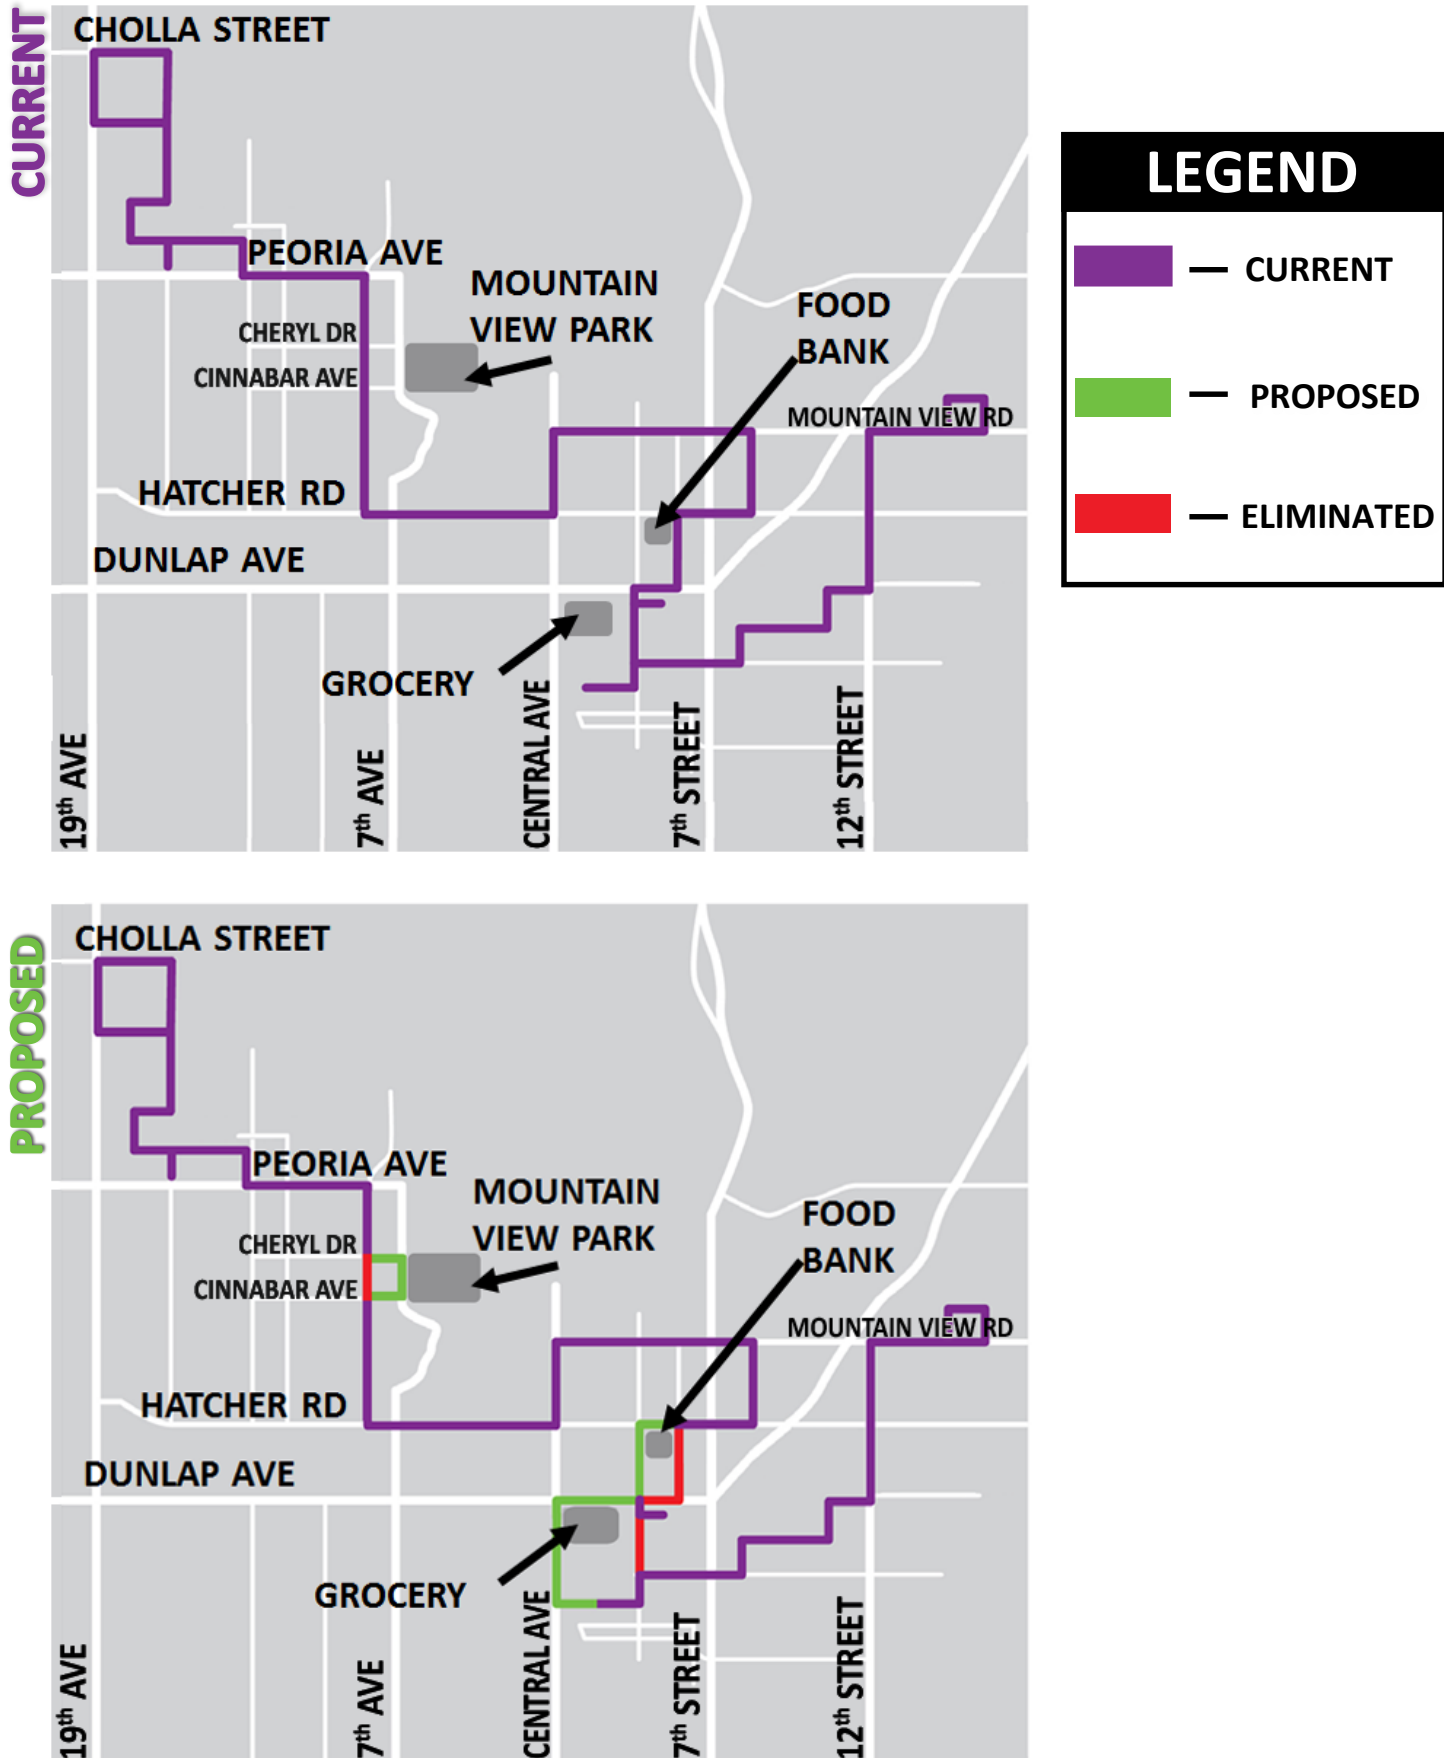 CURRENT
CHOLLA STREET
PEORIA AVE
MOUNTAIN
VIEW PARK
FOOD
BANK
CHERYL DR
CINNABAR AVE
MOUNTAIN VIEW RD
HATCHER RD
DUNLAP AVE
GROCERY
19th AVE
7th AVE
CENTRAL AVE
7th STREET
12th STREET
LEGEND
— CURRENT
— PROPOSED
— ELIMINATED
PROPOSED
CHOLLA STREET
PEORIA AVE
MOUNTAIN
VIEW PARK
FOOD
BANK
CHERYL DR
CINNABAR AVE
MOUNTAIN VIEW RD
HATCHER RD
DUNLAP AVE
GROCERY
19th AVE
7th AVE
CENTRAL AVE
7th STREET
12th STREET